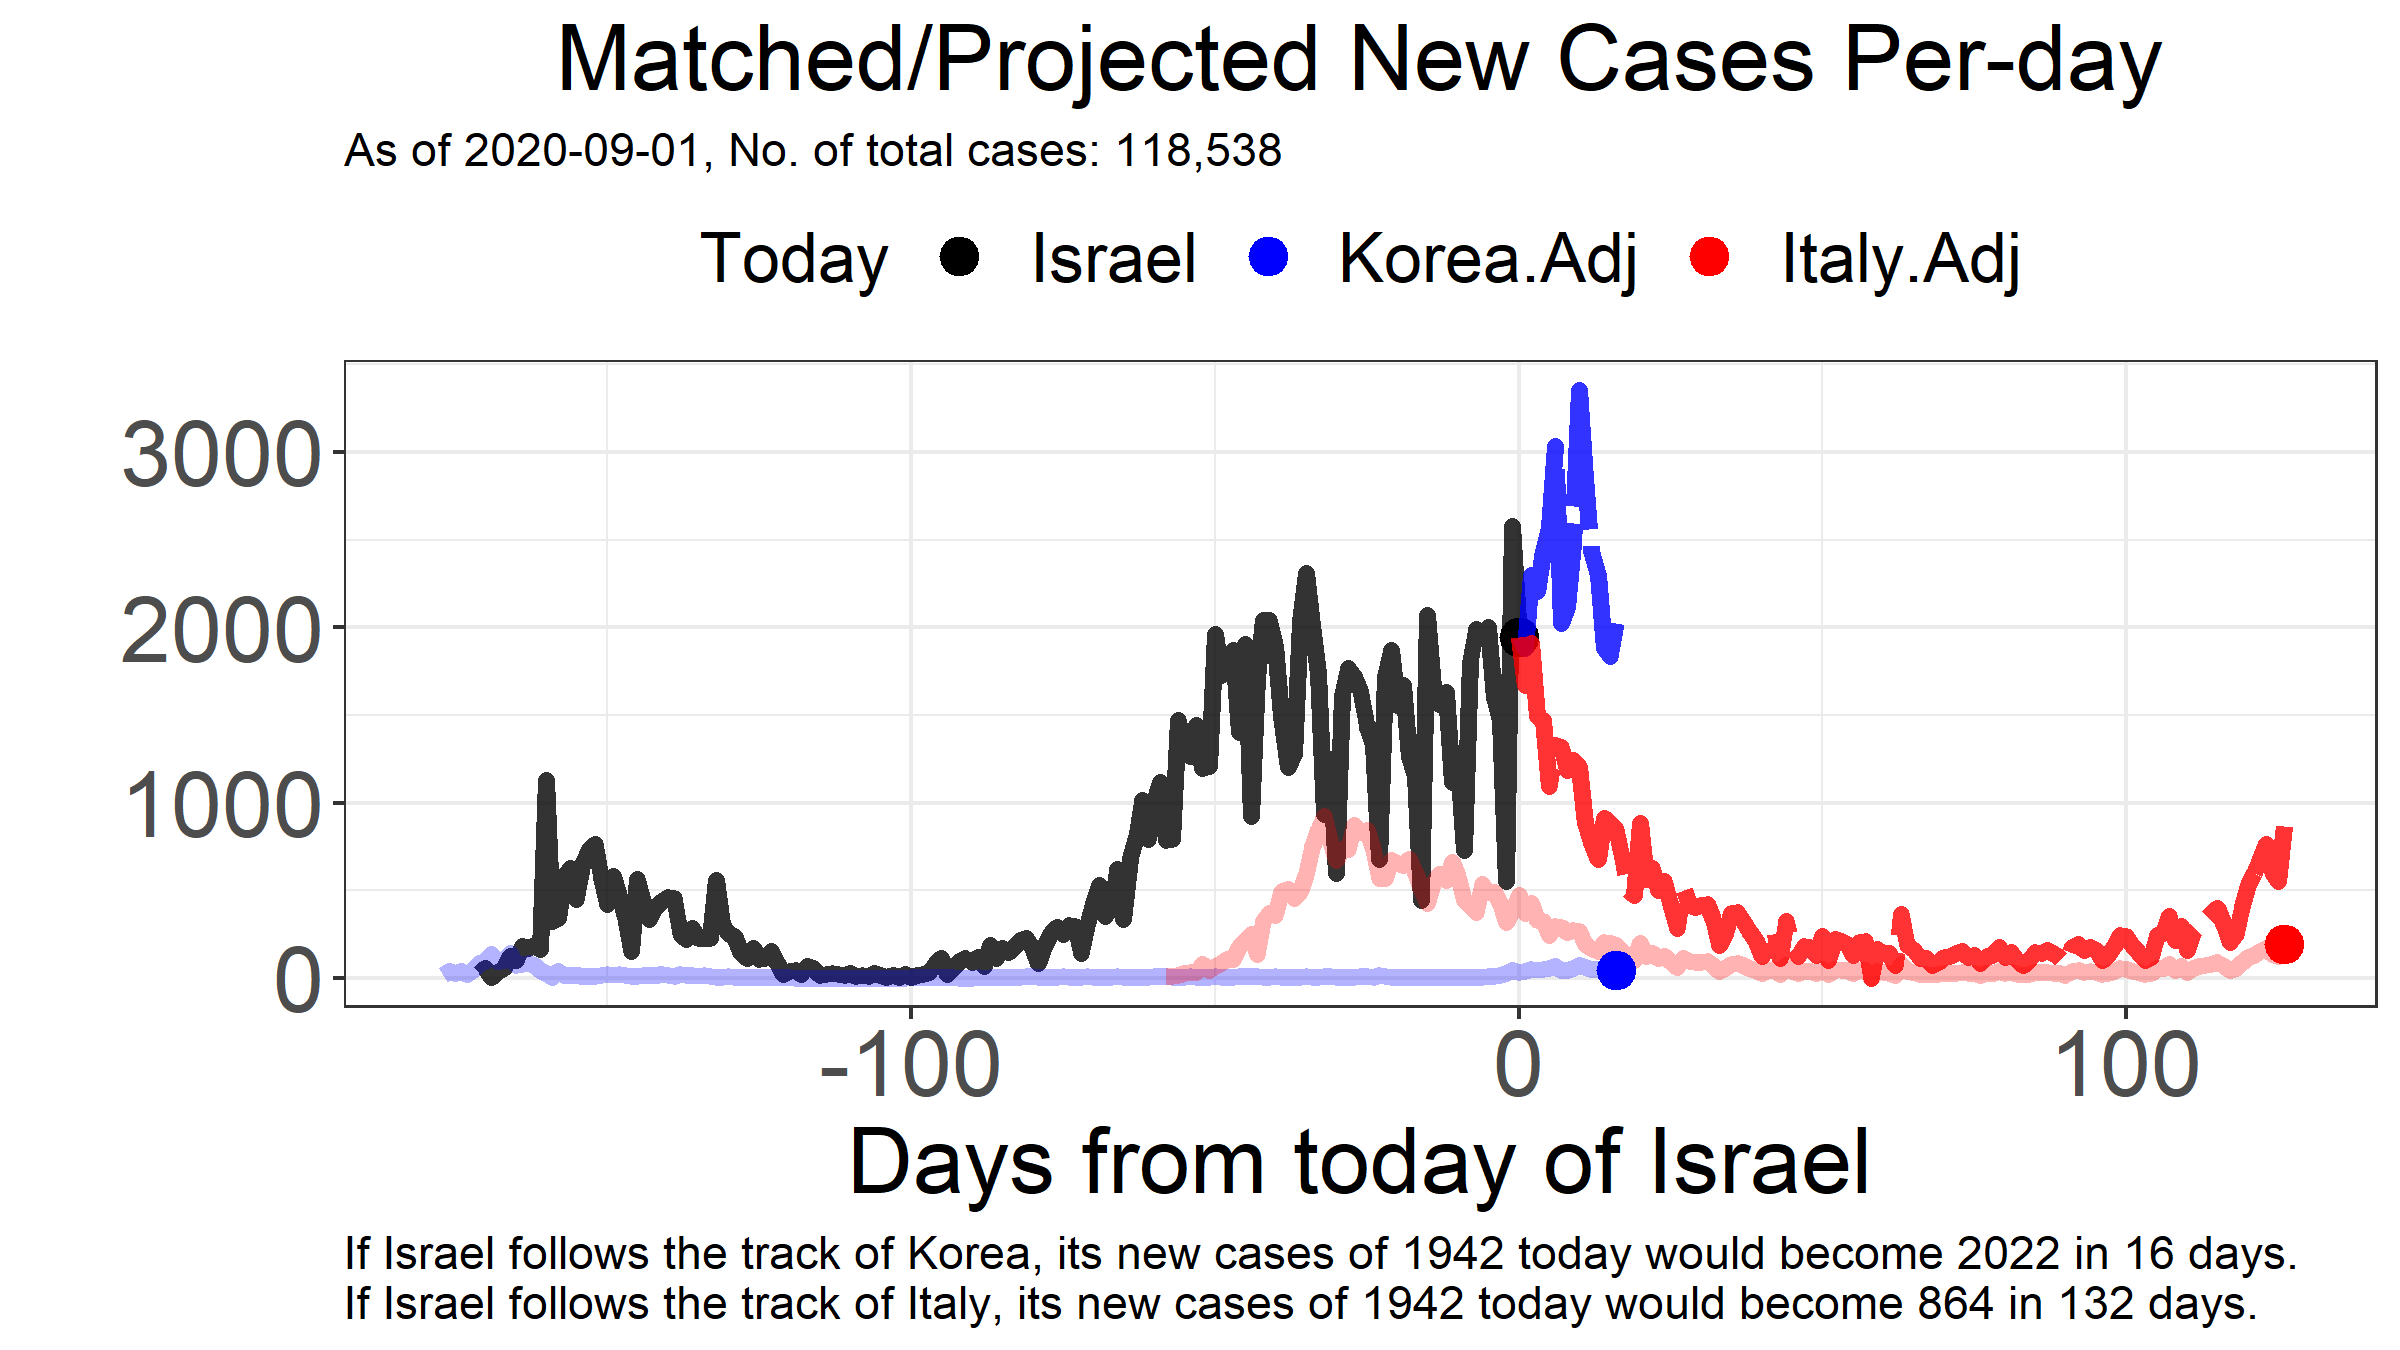 Matched/Projected New Cases Per-day
As of 2020-09-01, No. of total cases: 118,538
Today Israel Korea.Adj Italy.Adj
3000
2000
1000
0
-100 0 100
Days from today of Israel
If Israel follows the track of Korea, its new cases of 1942 today would become 2022 in 16 days.
If Israel follows the track of Italy, its new cases of 1942 today would become 864 in 132 days.